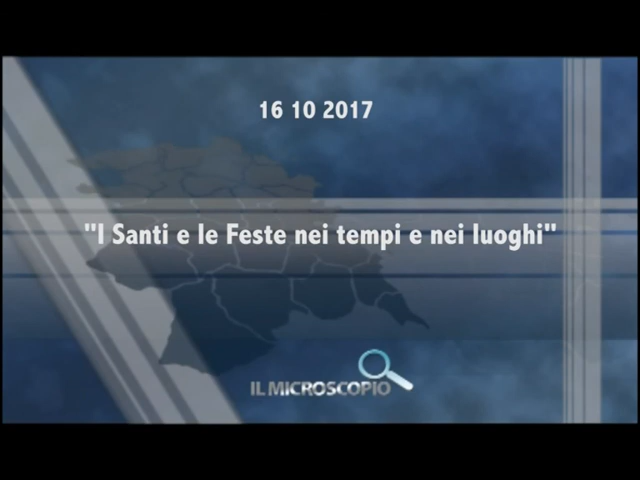 16 10 2017
"I Santi e le Feste nei tempi e nei luoghi"
IL MICROSCOPIO